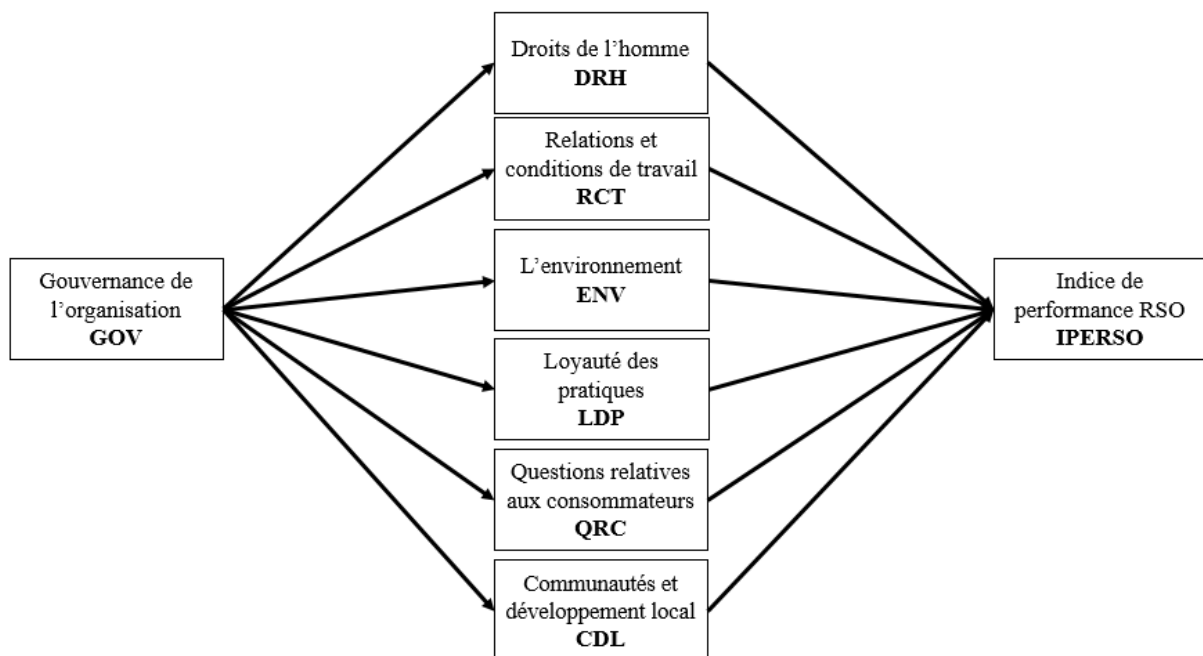 Droits de l’homme
DRH
Relations et
conditions de travail
RCT
L’environnement
ENV
Gouvernance de
l’organisation
GOV
Indice de
performance RSO
IPERSO
Loyauté des
pratiques
LDP
Questions relatives
aux consommateurs
QRC
Communautés et
développement local
CDL